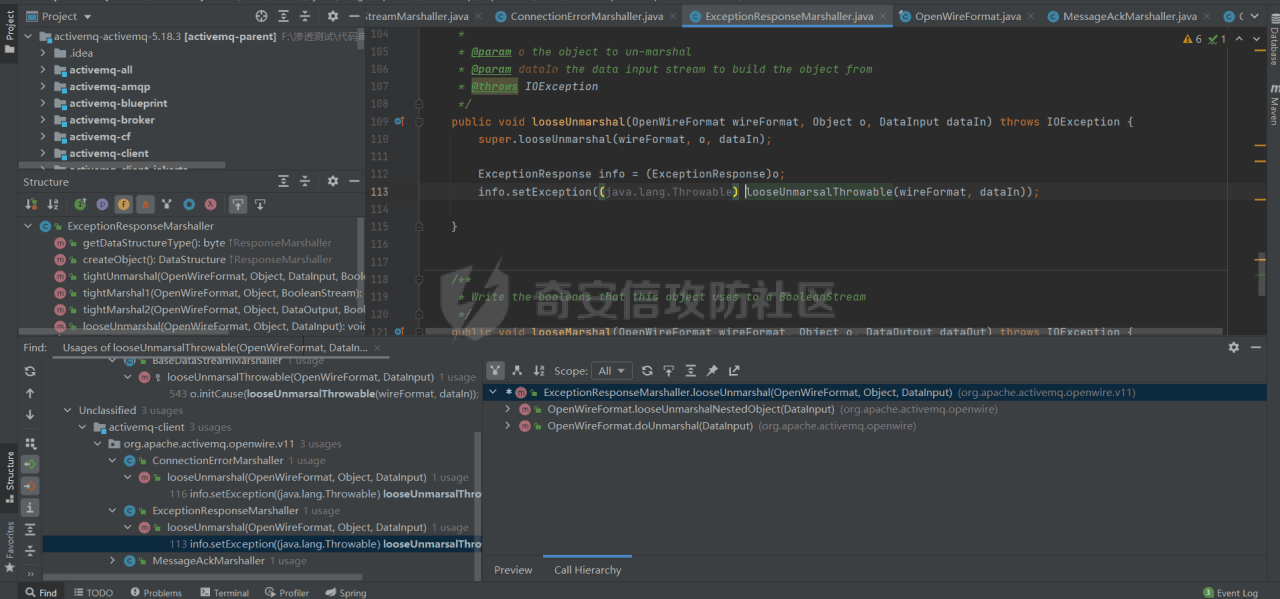 Project
StreamMarshaller.java
ConnectionErrorMarshaller.java
ExceptionResponseMarshaller.java
OpenWireFormat.java
MessageAckMarshaller.java
Project
Database
Maven
activemq-activemq-5.18.3 [activemq-parent]
.idea
activemq-all
activemq-amqp
activemq-blueprint
activemq-broker
activemq-cf
activemq-client
Structure
ExceptionResponseMarshaller
getDataStructureType(): byte ↑ResponseMarshaller
createObject(): DataStructure ↑ResponseMarshaller
tightUnmarshal(OpenWireFormat, Object, DataInput, Bool
tightMarshal1(OpenWireFormat, Object, BooleanStream):
tightMarshal2(OpenWireFormat, Object, DataOutput, Bool
looseUnmarshal(OpenWireFormat, Object, DataInput): void
6 1
104 *
105 * @param o the object to un-marshal
106 * @param dataIn the data input stream to build the object from
107 * @throws IOException
108 */
109 public void looseUnmarshal(OpenWireFormat wireFormat, Object o, DataInput dataIn) throws IOException {
110 super.looseUnmarshal(wireFormat, o, dataIn);
111
112 ExceptionResponse info = (ExceptionResponse)o;
113 info.setException((java.lang.Throwable) looseUnmarsalThrowable(wireFormat, dataIn));
114
115 }
116
117
118 /**
119 * Write the booleans that this object uses to a BooleanStream
120 */
121 public void looseMarshal(OpenWireFormat wireFormat, Object o, DataOutput dataOut) throws IOException {
奇安信攻防社区
Find: Usages of looseUnmarsalThrowable(OpenWireFormat, DataIn...
BaseDataStreamMarshaller 1 usage
looseUnmarsalThrowable(OpenWireFormat, DataInput) 1 usage
543 o.initCause(looseUnmarsalThrowable(wireFormat, dataIn));
Unclassified 3 usages
activemq-client 3 usages
org.apache.activemq.openwire.v11 3 usages
ConnectionErrorMarshaller 1 usage
looseUnmarshal(OpenWireFormat, Object, DataInput) 1 usage
116 info.setException((java.lang.Throwable) looseUnmarsalThro
ExceptionResponseMarshaller 1 usage
looseUnmarshal(OpenWireFormat, Object, DataInput) 1 usage
113 info.setException((java.lang.Throwable) looseUnmarsalThro
MessageAckMarshaller 1 usage
Scope: All
ExceptionResponseMarshaller.looseUnmarshal(OpenWireFormat, Object, DataInput) (org.apache.activemq.openwire.v11)
OpenWireFormat.looseUnmarshalNestedObject(DataInput) (org.apache.activemq.openwire)
OpenWireFormat.doUnmarshal(DataInput) (org.apache.activemq.openwire)
Preview Call Hierarchy
Structure
Favorites
Find TODO Problems Terminal Profiler Spring
3 Event Log